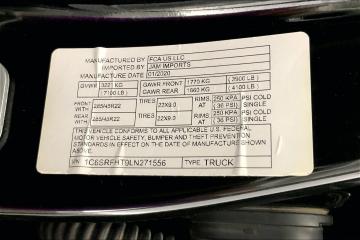 MANUFACTURED BY FCA US LLC
IMPORTED BY JAM IMPORTS
MANUFACTURE DATE 01/2020
GVWR 3221 KG (7100 LB) GAWR FRONT 1770 KG (3900 LB)
GAWR REAR 1860 KG (4100 LB)
FRONT WITH 285/45R22 TIRES 22X9.0 RIMS, AT 250 KPA (36 PSI) PSI COLD SINGLE
REAR WITH 285/45R22 TIRES 22X9.0 RIMS, AT 250 KPA (36 PSI) PSI COLD SINGLE
THIS VEHICLE CONFORMS TO ALL APPLICABLE U.S. FEDERAL
MOTOR VEHICLE SAFETY, BUMPER AND THEFT PREVENTION
STANDARDS IN EFFECT ON THE DATE OF MANUFACTURE SHOWN
ABOVE.
1C6SRFHT9LN271556 TYPE TRUCK